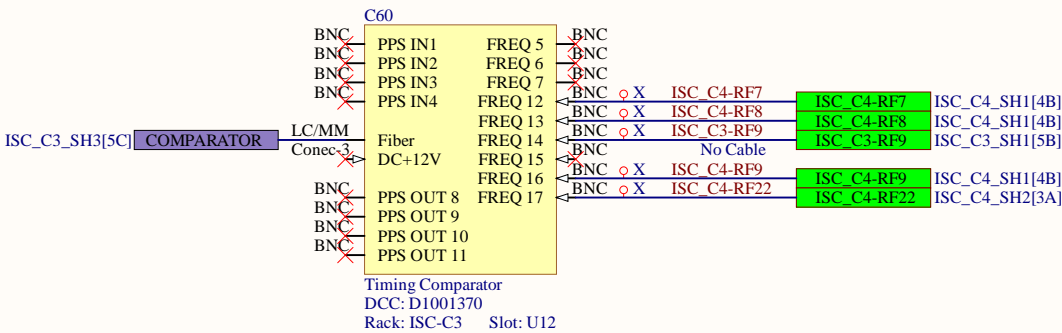 C60
BNC PPS IN1 FREQ 5 BNC
BNC PPS IN2 FREQ 6 BNC
BNC PPS IN3 FREQ 7 BNC
BNC PPS IN4 FREQ 12 BNC X ISC_C4-RF7 ISC_C4-RF7 ISC_C4_SH1[4B]
FREQ 13 BNC X ISC_C4-RF8 ISC_C4-RF8 ISC_C4_SH1[4B]
ISC_C3_SH3[5C] COMPARATOR LC/MM Fiber FREQ 14 BNC X ISC_C3-RF9 ISC_C3-RF9 ISC_C3_SH1[5B]
Conec-3 DC+12V FREQ 15 BNC No Cable
FREQ 16 BNC X ISC_C4-RF9 ISC_C4-RF9 ISC_C4_SH1[4B]
BNC PPS OUT 8 FREQ 17 BNC X ISC_C4-RF22 ISC_C4-RF22 ISC_C4_SH2[3A]
BNC PPS OUT 9
BNC PPS OUT 10
BNC PPS OUT 11
Timing Comparator
DCC: D1001370
Rack: ISC-C3 Slot: U12